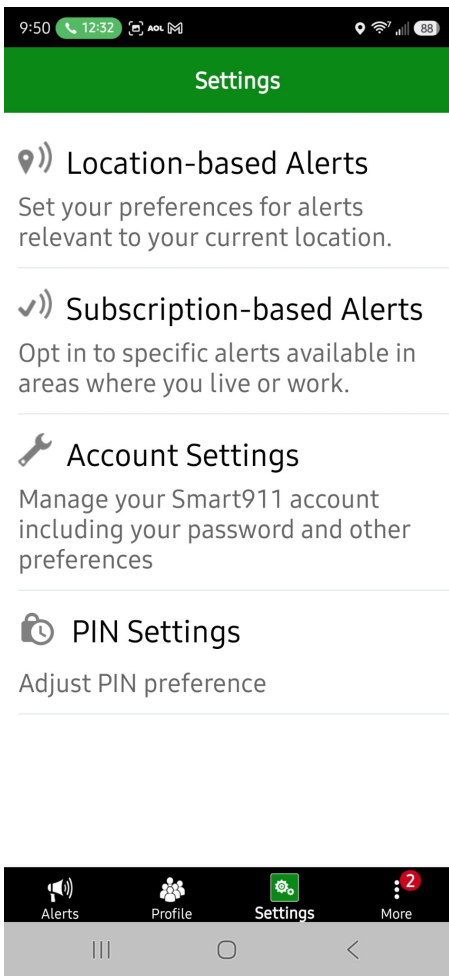 9:50 12:32 AOL 88
Settings
Location-based Alerts
Set your preferences for alerts
relevant to your current location.
Subscription-based Alerts
Opt in to specific alerts available in
areas where you live or work.
Account Settings
Manage your Smart911 account
including your password and other
preferences
PIN Settings
Adjust PIN preference
2
Alerts Profile Settings More